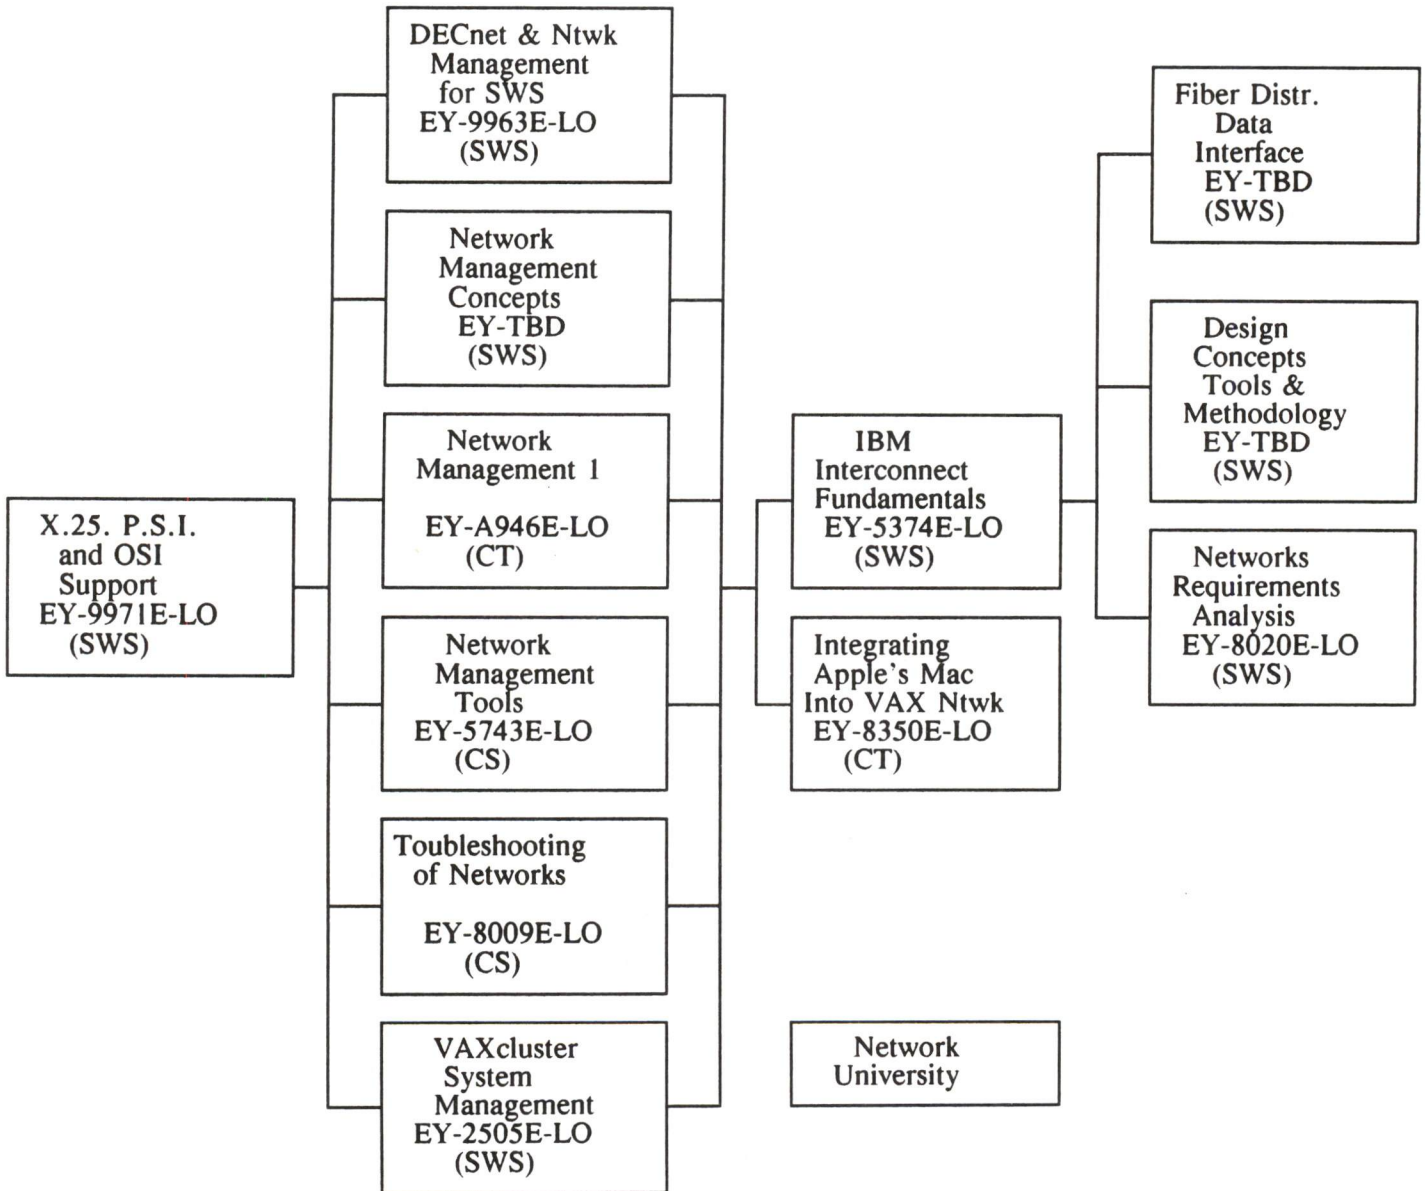 X.25. P.S.I.
and OSI
Support
EY-9971E-LO
(SWS)
DECnet & Ntwk
Management
for SWS
EY-9963E-LO
(SWS)
Network
Management
Concepts
EY-TBD
(SWS)
Network
Management 1
EY-A946E-LO
(CT)
Network
Management
Tools
EY-5743E-LO
(CS)
Toubleshooting
of Networks
EY-8009E-LO
(CS)
VAXcluster
System
Management
EY-2505E-LO
(SWS)
IBM
Interconnect
Fundamentals
EY-5374E-LO
(SWS)
Integrating
Apple's Mac
Into VAX Ntwk
EY-8350E-LO
(CT)
Network
University
Fiber Distr.
Data
Interface
EY-TBD
(SWS)
Design
Concepts
Tools &
Methodology
EY-TBD
(SWS)
Networks
Requirements
Analysis
EY-8020E-LO
(SWS)